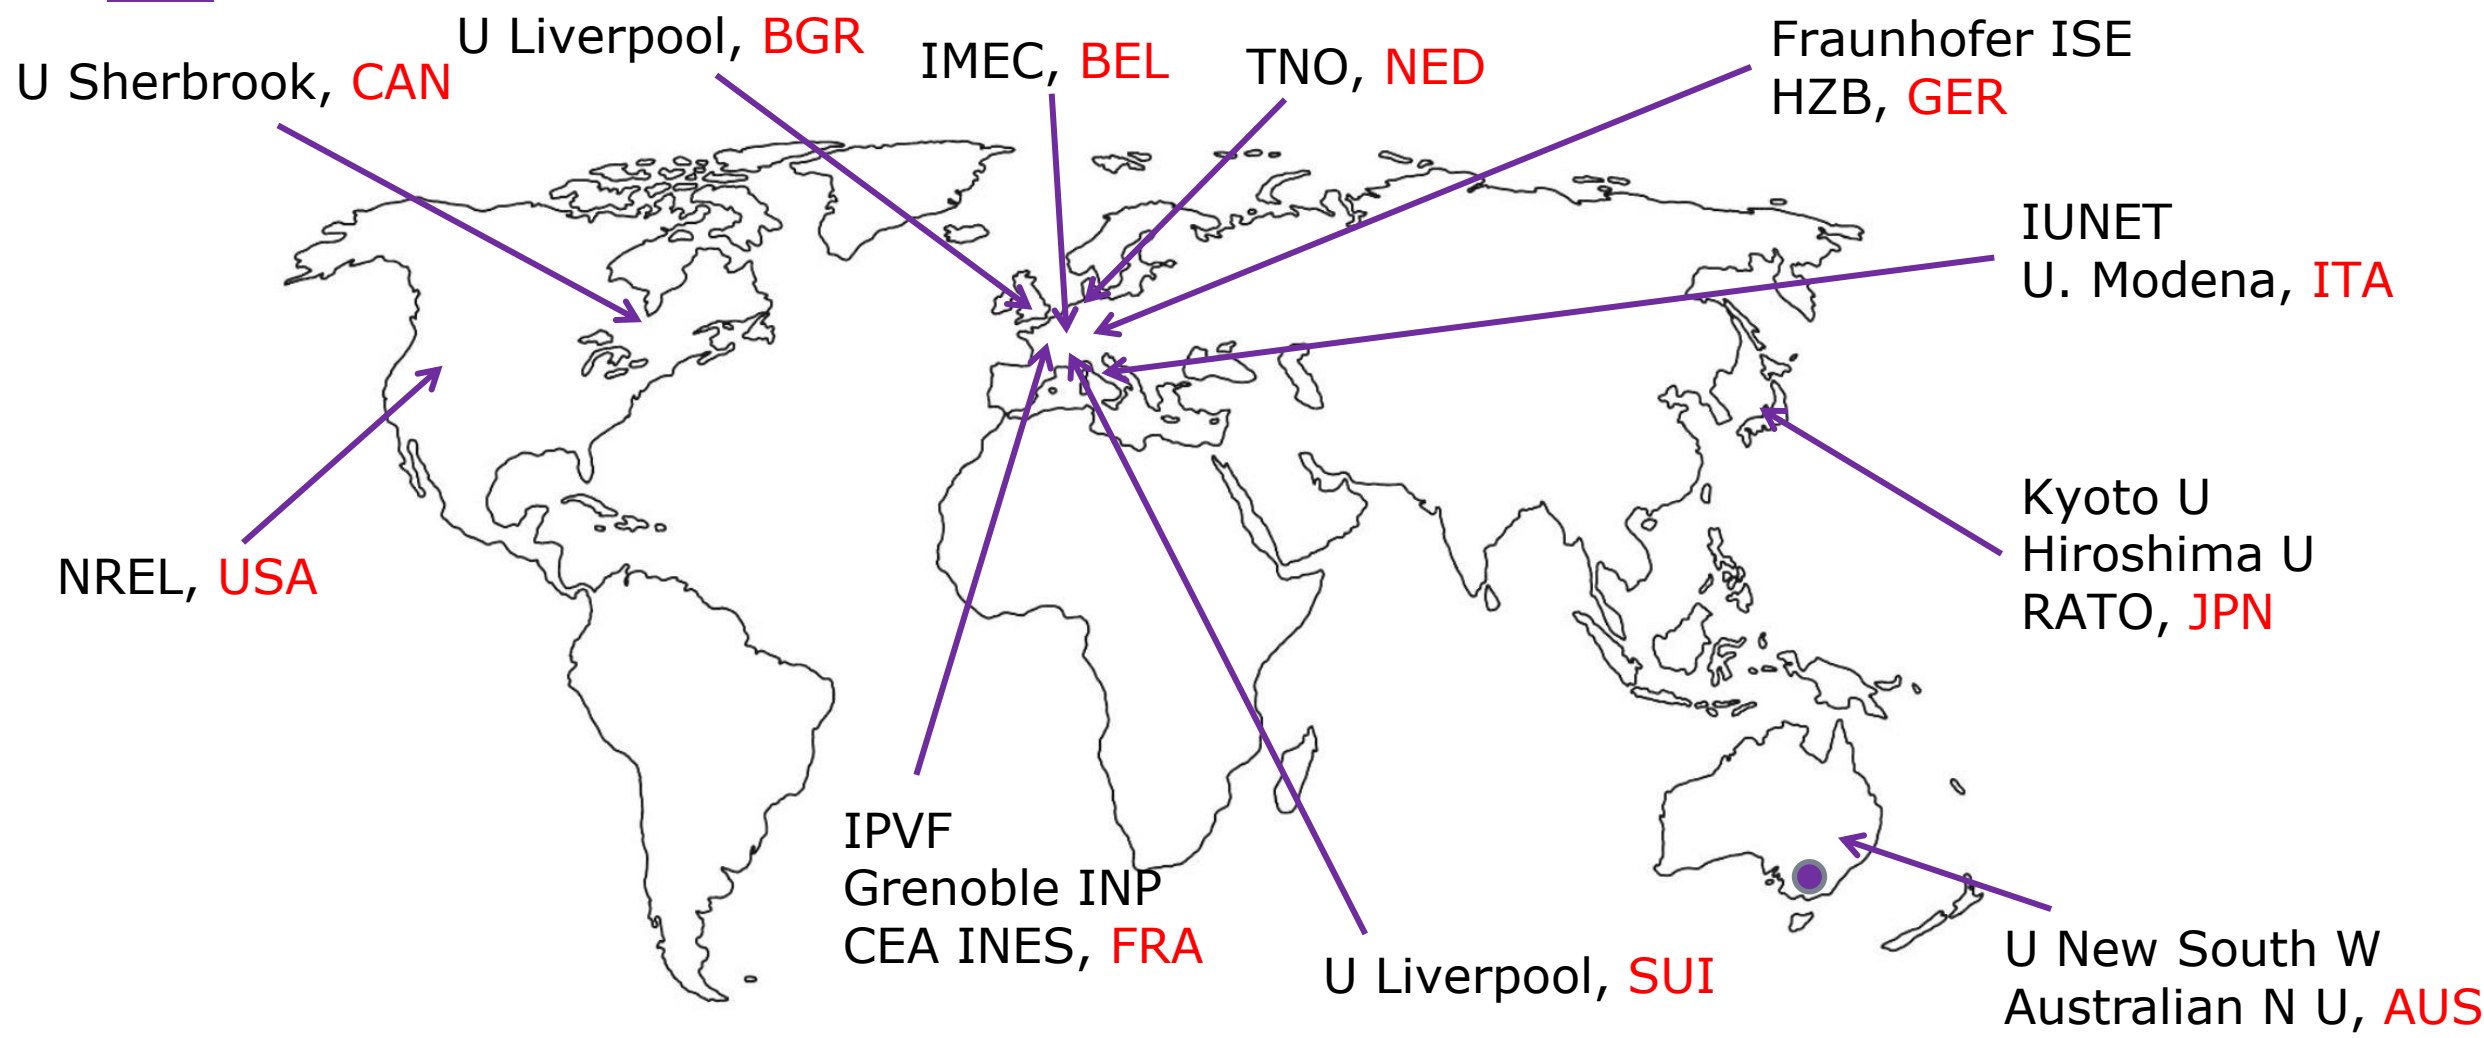 U Liverpool, BGR
U Sherbrook, CAN
IMEC, BEL
TNO, NED
Fraunhofer ISE
HZB, GER
IUNET
U. Modena, ITA
NREL, USA
Kyoto U
Hiroshima U
RATO, JPN
IPVF
Grenoble INP
CEA INES, FRA
U Liverpool, SUI
U New South W
Australian N U, AUS